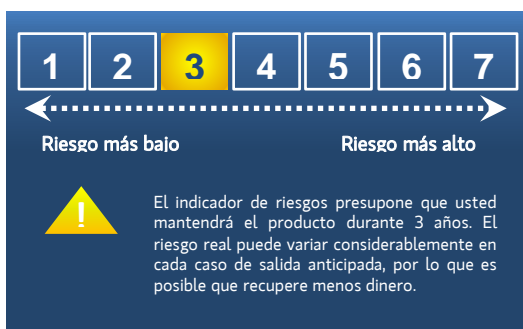 1 2 3 4 5 6 7
Riesgo más bajo Riesgo más alto
!
El indicador de riesgos presupone que usted
mantendrá el producto durante 3 años. El
riesgo real puede variar considerablemente en
cada caso de salida anticipada, por lo que es
posible que recupere menos dinero.